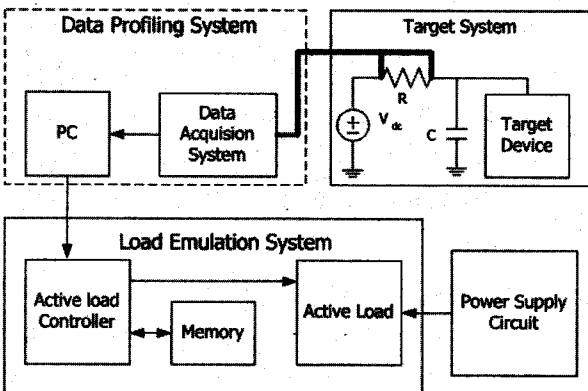 Data Profiling System
Target System
PC
Data
Acquision
System
R
V dc
C
Target
Device
Load Emulation System
Active load
Controller
Memory
Active Load
Power Supply
Circuit